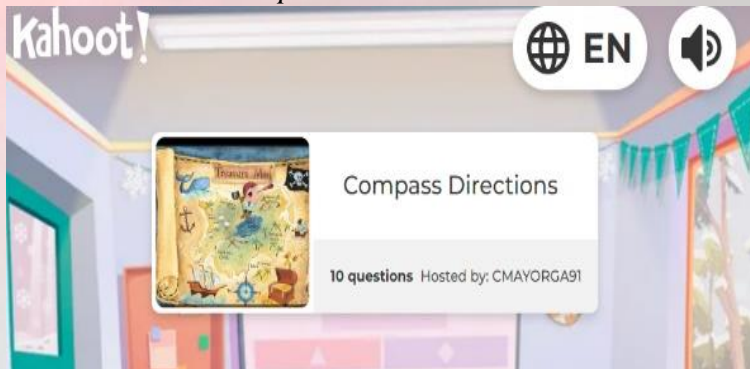 Kahoot!
EN
Treasure Map
Compass Directions
10 questions Hosted by: CMAYORGA91